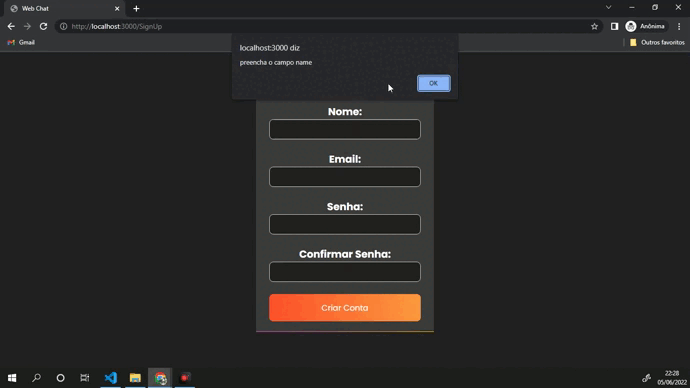 Web Chat
http://localhost:3000/SignUp
Anônima
Gmail
Outros favoritos
localhost:3000 diz
preencha o campo name
OK
Nome:
Email:
Senha:
Confirmar Senha:
Criar Conta
22:28
05/06/2022